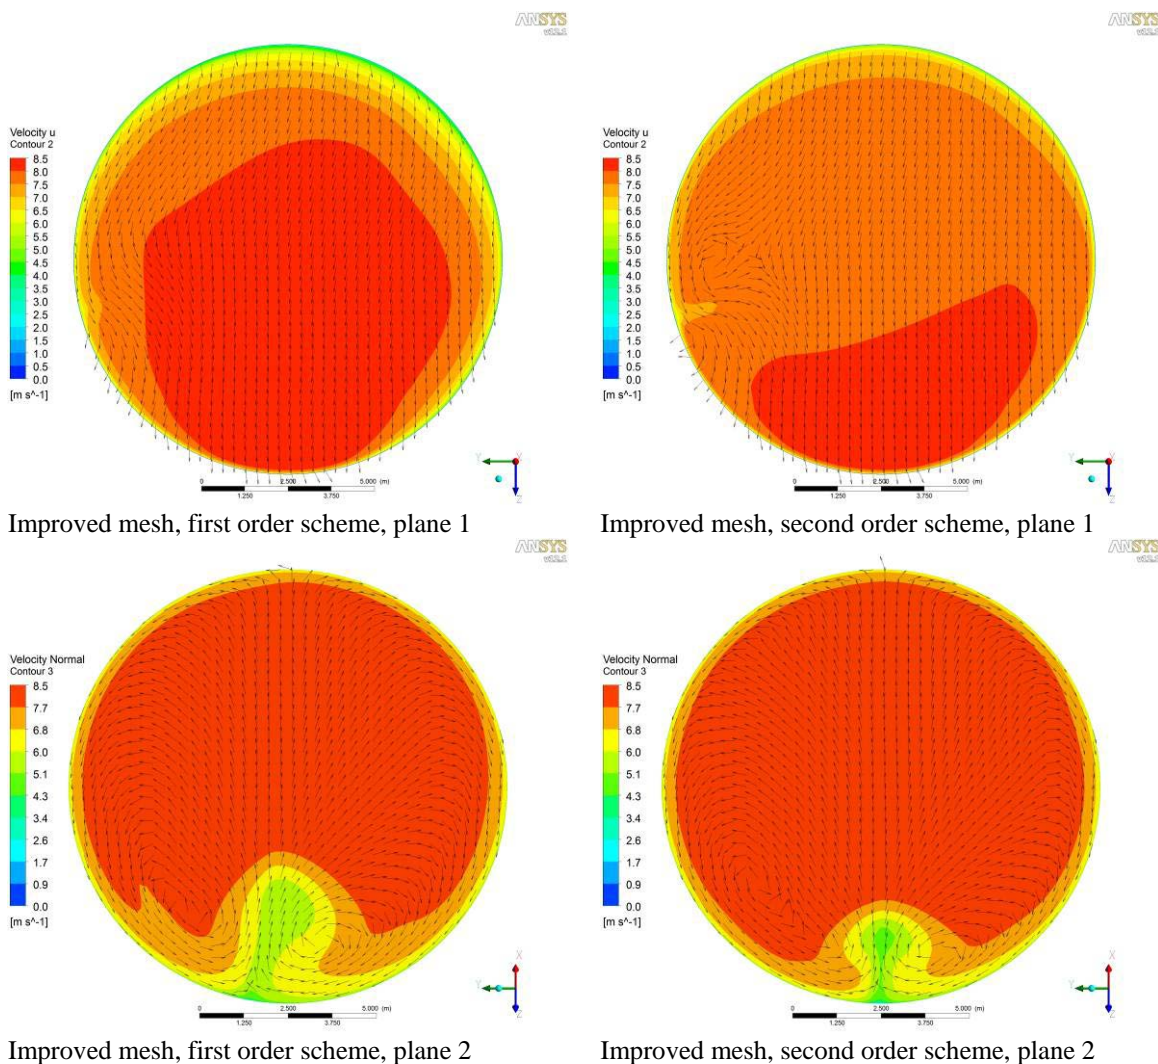 ANSYS
v12.1
Velocity u
Contour 2
8.5
8.0
7.5
7.0
6.5
6.0
5.5
5.0
4.5
4.0
3.5
3.0
2.5
2.0
1.5
1.0
0.5
0.0
[m s^-1]
0 2.500 5.000 (m)
1.250 3.750
Y X
Z
Improved mesh, first order scheme, plane 1
ANSYS
v12.1
Velocity u
Contour 2
8.5
8.0
7.5
7.0
6.5
6.0
5.5
5.0
4.5
4.0
3.5
3.0
2.5
2.0
1.5
1.0
0.5
0.0
[m s^-1]
0 2.500 5.000 (m)
1.250 3.750
Y X
Z
Improved mesh, second order scheme, plane 1
ANSYS
v12.1
Velocity Normal
Contour 3
8.5
7.7
6.8
6.0
5.1
4.3
3.4
2.6
1.7
0.9
0.0
[m s^-1]
0 2.500 5.000 (m)
1.250 3.750
X
Y
Z
Improved mesh, first order scheme, plane 2
ANSYS
v12.1
Velocity Normal
Contour 3
8.5
7.7
6.8
6.0
5.1
4.3
3.4
2.6
1.7
0.9
0.0
[m s^-1]
0 2.500 5.000 (m)
1.250 3.750
X
Y
Z
Improved mesh, second order scheme, plane 2